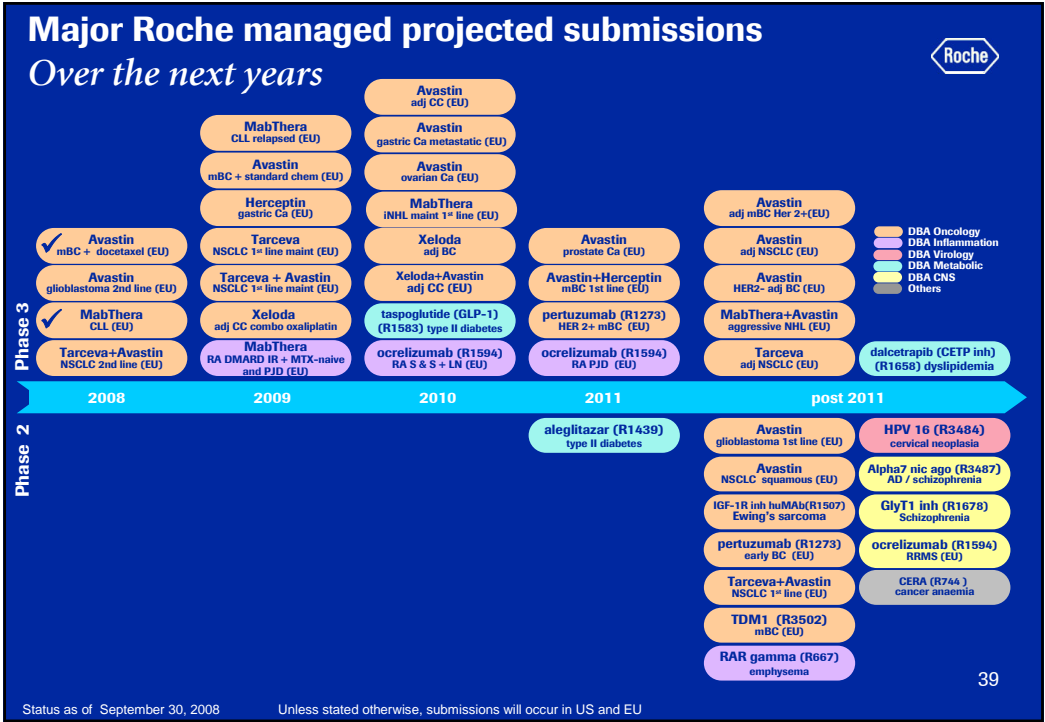 Major Roche managed projected submissions
Over the next years
Roche
Phase 3
Avastin
mBC + docetaxel (EU)
Avastin
glioblastoma 2nd line (EU)
MabThera
CLL (EU)
Tarceva+Avastin
NSCLC 2nd line (EU)
MabThera
CLL relapsed (EU)
Avastin
mBC + standard chem (EU)
Herceptin
gastric Ca (EU)
Tarceva
NSCLC 1st line maint (EU)
Tarceva + Avastin
NSCLC 1st line maint (EU)
Xeloda
adj CC combo oxaliplatin
MabThera
RA DMARD IR + MTX-naive
and PJD (EU)
Avastin
adj CC (EU)
Avastin
gastric Ca metastatic (EU)
Avastin
ovarian Ca (EU)
MabThera
iNHL maint 1st line (EU)
Xeloda
adj BC
Xeloda+Avastin
adj CC (EU)
taspoglutide (GLP-1)
(R1583) type II diabetes
ocrelizumab (R1594)
RA S & S + LN (EU)
Avastin
prostate Ca (EU)
Avastin+Herceptin
mBC 1st line (EU)
pertuzumab (R1273)
HER 2+ mBC (EU)
ocrelizumab (R1594)
RA PJD (EU)
Avastin
adj mBC Her 2+(EU)
Avastin
adj NSCLC (EU)
Avastin
HER2- adj BC (EU)
MabThera+Avastin
aggressive NHL (EU)
Tarceva
adj NSCLC (EU)
DBA Oncology
DBA Inflammation
DBA Virology
DBA Metabolic
DBA CNS
Others
dalcetrapib (CETP inh)
(R1658) dyslipidemia
2008 2009 2010 2011 post 2011
Phase 2
aleglitazar (R1439)
type II diabetes
Avastin
glioblastoma 1st line (EU)
Avastin
NSCLC squamous (EU)
IGF-1R inh huMAb(R1507)
Ewing's sarcoma
pertuzumab (R1273)
early BC (EU)
Tarceva+Avastin
NSCLC 1st line (EU)
TDM1 (R3502)
mBC (EU)
RAR gamma (R667)
emphysema
HPV 16 (R3484)
cervical neoplasia
Alpha7 nic ago (R3487)
AD / schizophrenia
GlyT1 inh (R1678)
Schizophrenia
ocrelizumab (R1594)
RRMS (EU)
CERA (R744 )
cancer anaemia
39
Status as of September 30, 2008 Unless stated otherwise, submissions will occur in US and EU